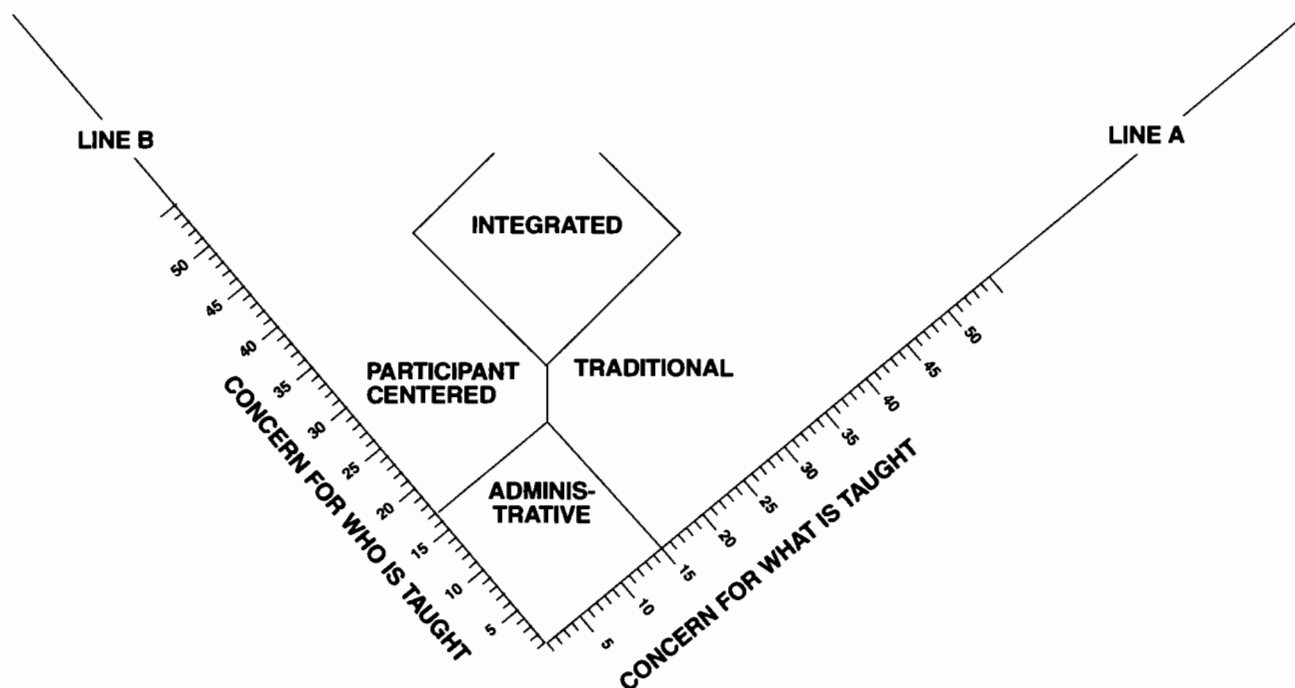 LINE B
LINE A
INTEGRATED
PARTICIPANT
CENTERED
TRADITIONAL
ADMINIS-
TRATIVE
50
45
40
35
30
25
20
15
10
5
CONCERN FOR WHO IS TAUGHT
5
10
15
20
25
30
35
40
45
50
CONCERN FOR WHAT IS TAUGHT